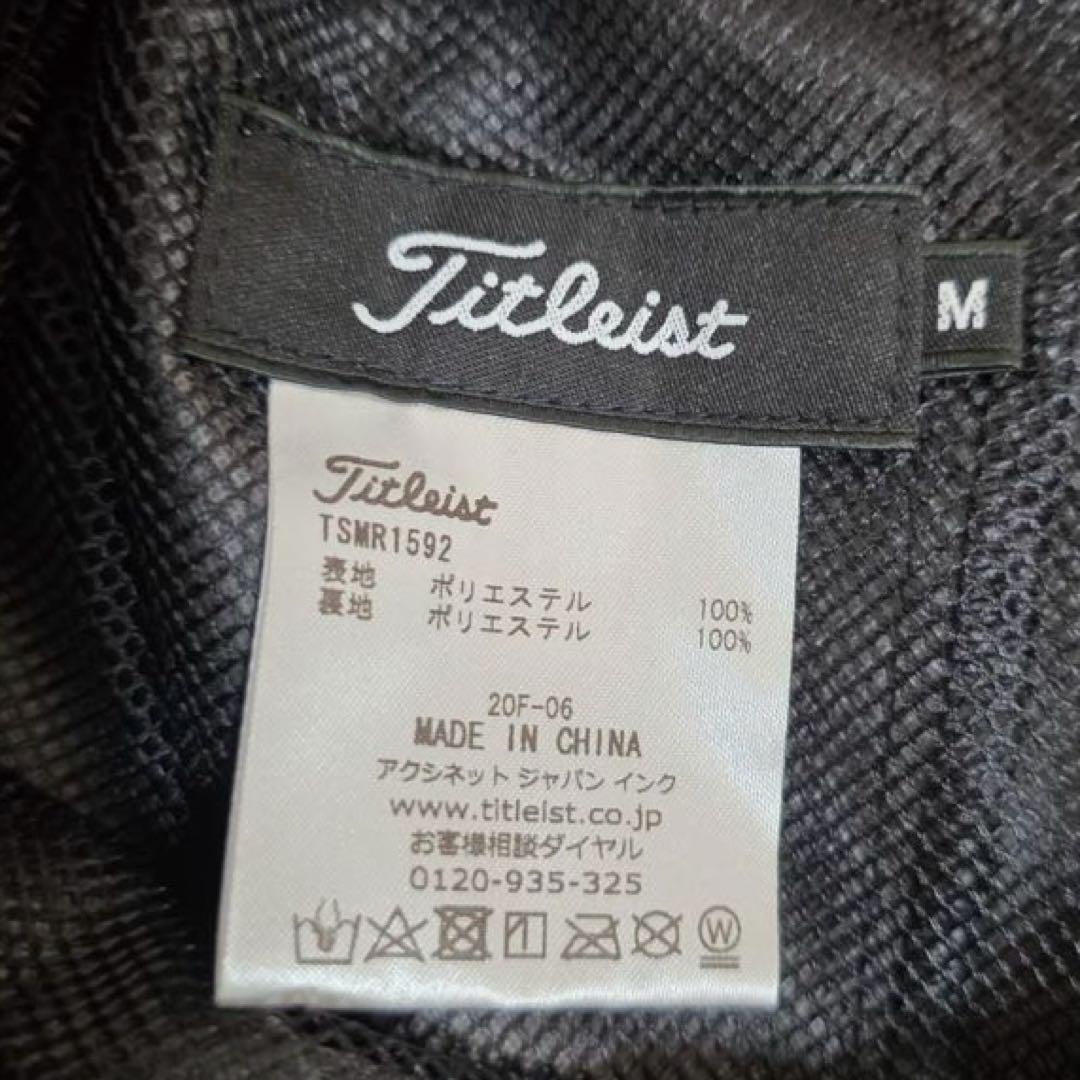 Titleist
M
Titleist
TSMR1592
表地 ポリエステル 100%
裏地 ポリエステル 100%
20F-06
MADE IN CHINA
アクシネット ジャパン インク
www.titleist.co.jp
お客様相談ダイヤル
0120-935-325
W